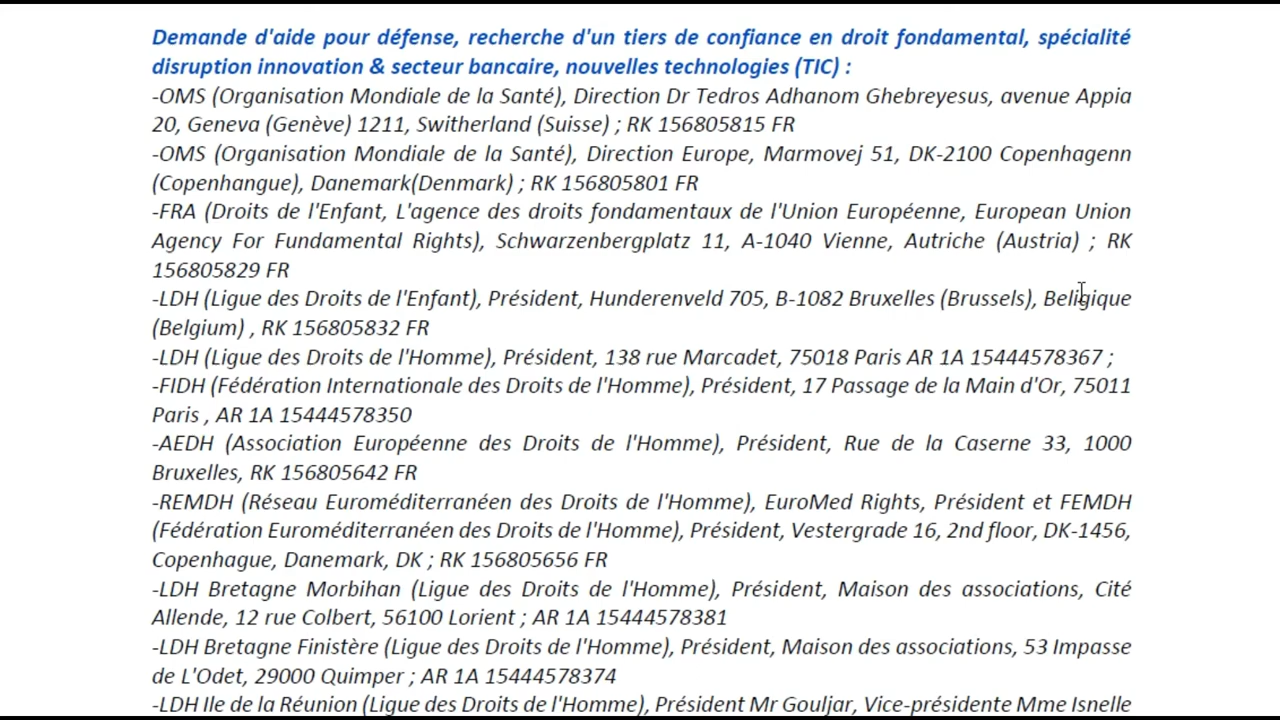 Demande d'aide pour défense, recherche d'un tiers de confiance en droit fondamental, spécialité
disruption innovation & secteur bancaire, nouvelles technologies (TIC) :
-OMS (Organisation Mondiale de la Santé), Direction Dr Tedros Adhanom Ghebreyesus, avenue Appia
20, Geneva (Genève) 1211, Switherland (Suisse) ; RK 156805815 FR
-OMS (Organisation Mondiale de la Santé), Direction Europe, Marmovej 51, DK-2100 Copenhagenn
(Copenhangue), Danemark(Denmark) ; RK 156805801 FR
-FRA (Droits de l'Enfant, L'agence des droits fondamentaux de l'Union Européenne, European Union
Agency For Fundamental Rights), Schwarzenbergplatz 11, A-1040 Vienne, Autriche (Austria) ; RK
156805829 FR
-LDH (Ligue des Droits de l'Enfant), Président, Hunderenveld 705, B-1082 Bruxelles (Brussels), Beligique
(Belgium) , RK 156805832 FR
-LDH (Ligue des Droits de l'Homme), Président, 138 rue Marcadet, 75018 Paris AR 1A 15444578367 ;
-FIDH (Fédération Internationale des Droits de l'Homme), Président, 17 Passage de la Main d'Or, 75011
Paris , AR 1A 15444578350
-AEDH (Association Européenne des Droits de l'Homme), Président, Rue de la Caserne 33, 1000
Bruxelles, RK 156805642 FR
-REMDH (Réseau Euroméditerranéen des Droits de l'Homme), EuroMed Rights, Président et FEMDH
(Fédération Euroméditerranéen des Droits de l'Homme), Président, Vestergrade 16, 2nd floor, DK-1456,
Copenhague, Danemark, DK ; RK 156805656 FR
-LDH Bretagne Morbihan (Ligue des Droits de l'Homme), Président, Maison des associations, Cité
Allende, 12 rue Colbert, 56100 Lorient ; AR 1A 15444578381
-LDH Bretagne Finistère (Ligue des Droits de l'Homme), Président, Maison des associations, 53 Impasse
de L'Odet, 29000 Quimper ; AR 1A 15444578374
-LDH Ile de la Réunion (Ligue des Droits de l'Homme), Président Mr Gouljar, Vice-présidente Mme Isnelle